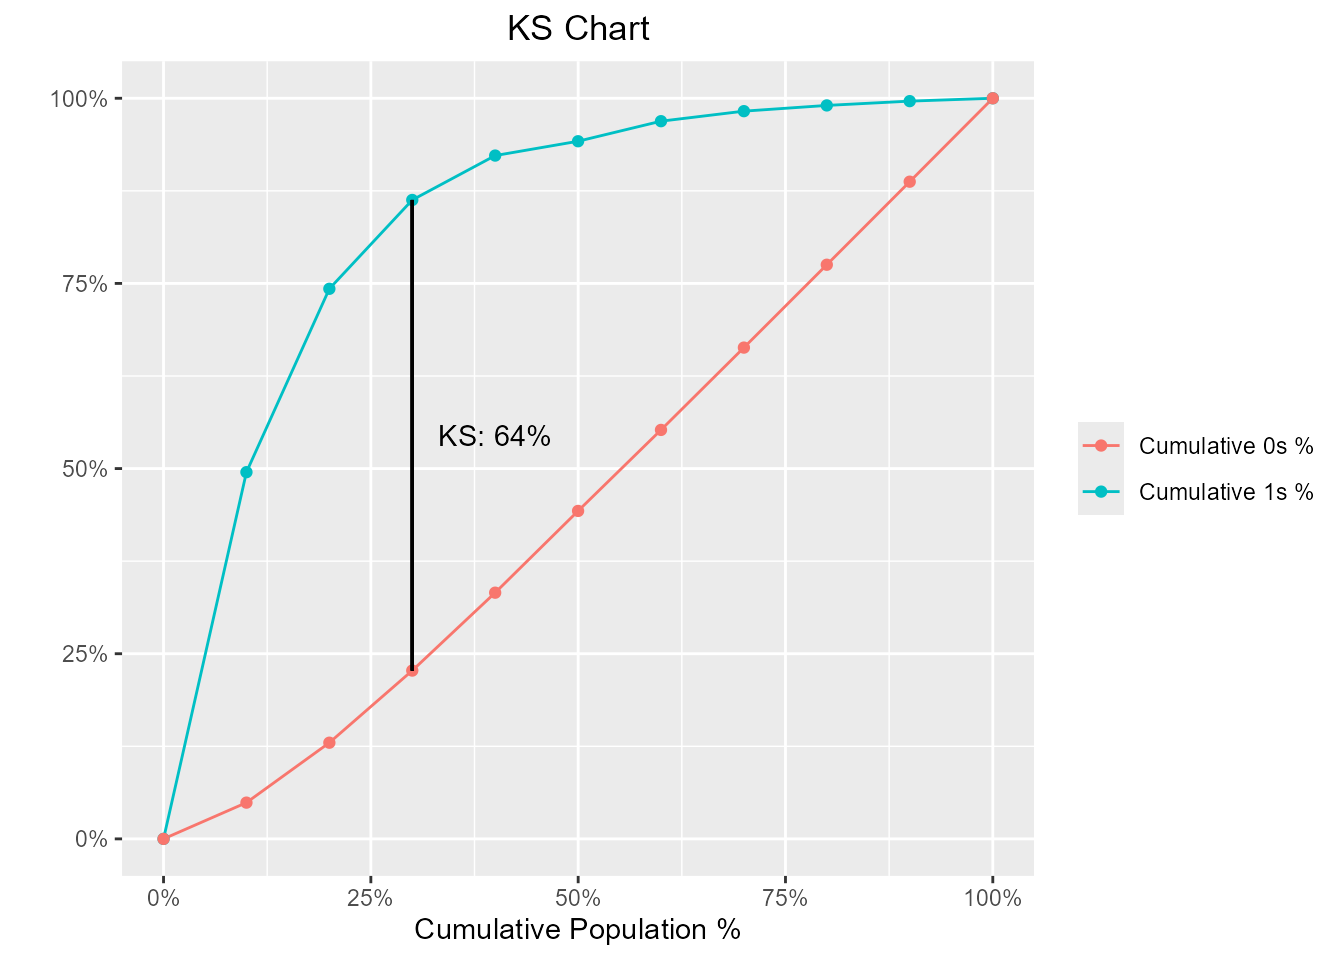 KS Chart
100%
75%
50%
25%
0%
KS: 64%
0%
25%
50%
75%
100%
Cumulative Population %
Cumulative 0s %
Cumulative 1s %